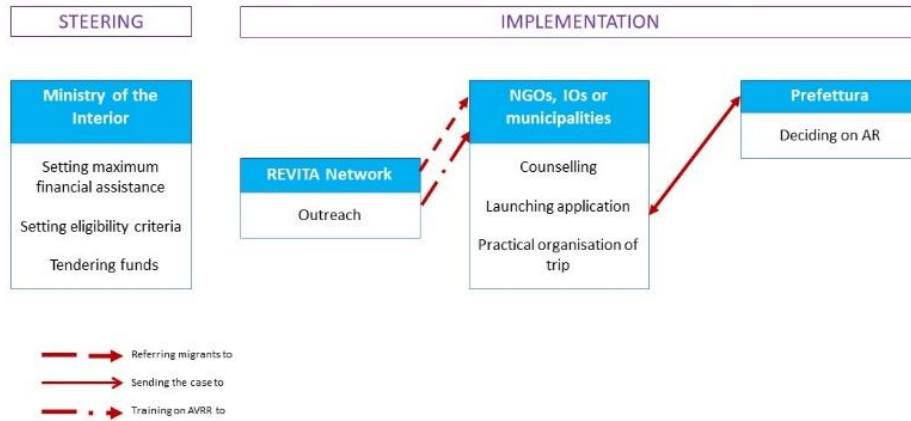 STEERING
IMPLEMENTATION
Ministry of the
Interior
Setting maximum
financial assistance
Setting eligibility criteria
Tendering funds
REVITA Network
Outreach
NGOs, IOs or
municipalities
Counselling
Launching application
Practical organisation of
trip
Prefettura
Deciding on AR
Referring migrants to
Sending the case to
Training on AVRR to